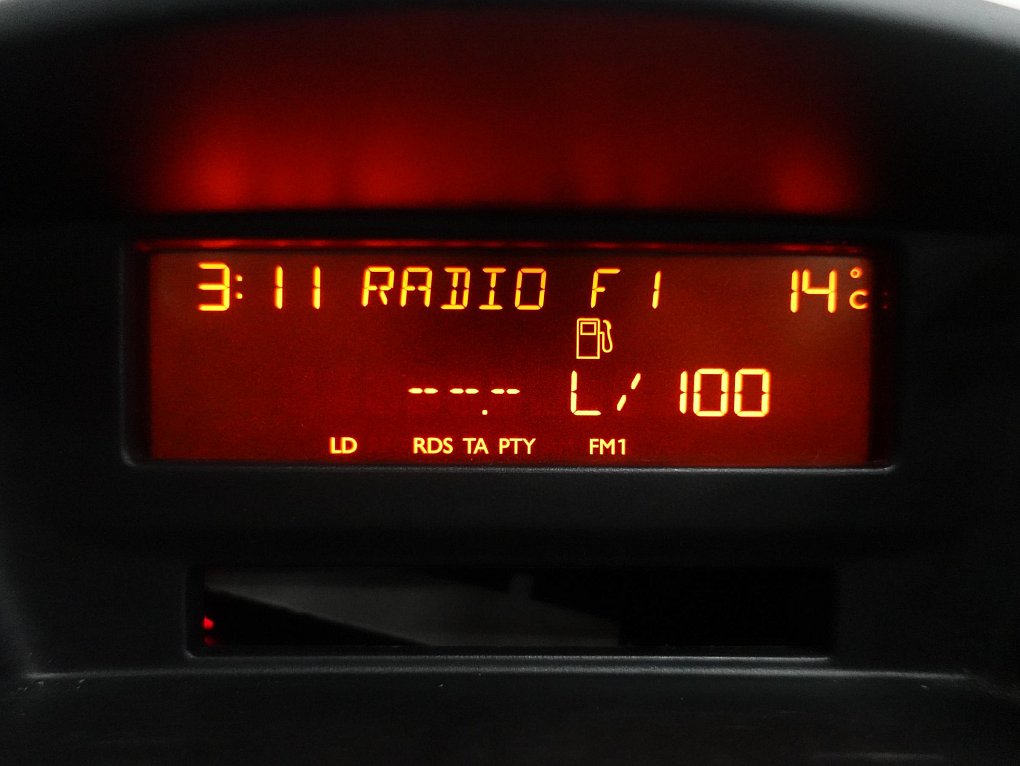 3:11 RADIO F1 14°C
-- --.-- L/100
LD RDS TA PTY FM1